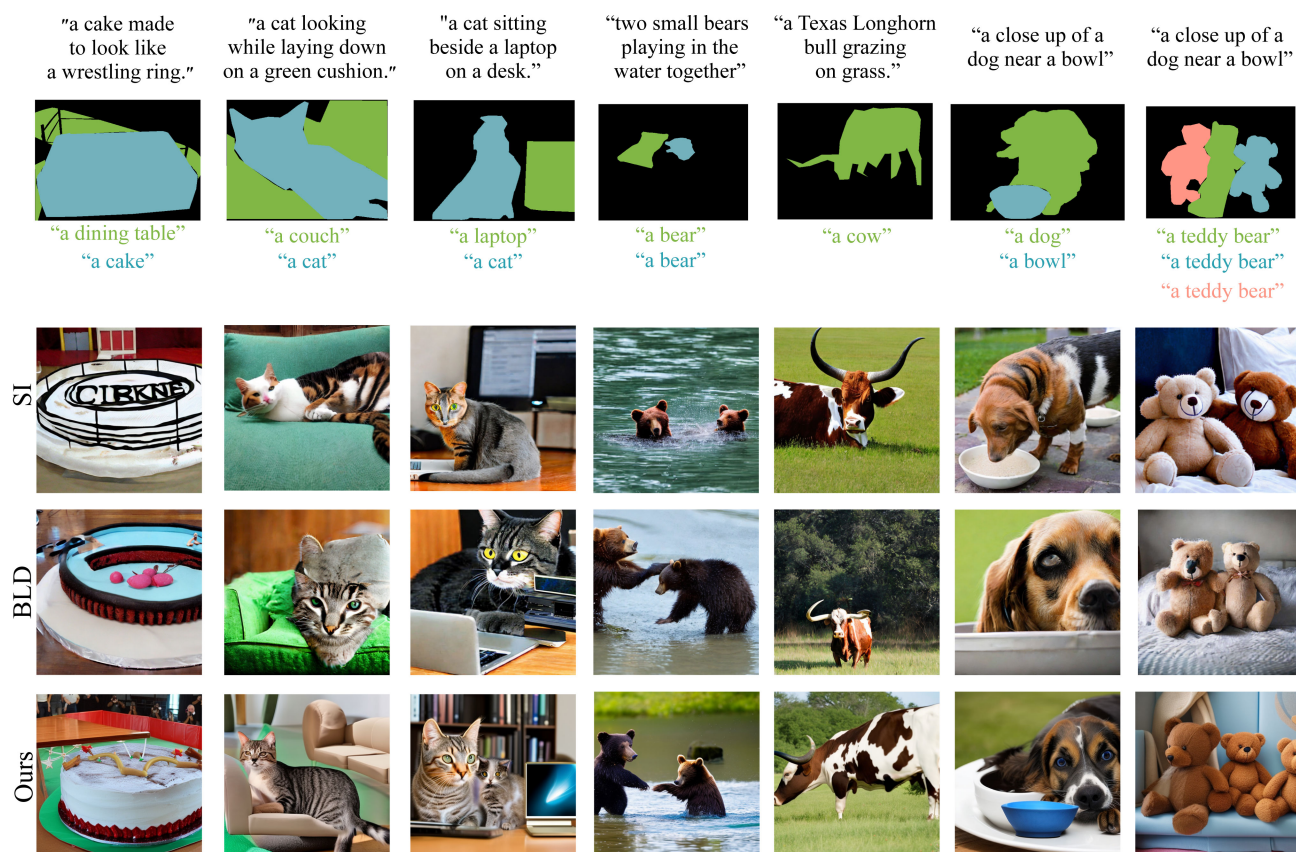 "a cake made
to look like
a wrestling ring."
"a cat looking
while laying down
on a green cushion."
"a cat sitting
beside a laptop
on a desk.”
“two small bears
playing in the
water together”
“a Texas Longhorn
bull grazing
on grass.”
“a close up of a
dog near a bowl”
“a close up of a
dog near a bowl”
“a dining table”
“a cake”
“a couch”
“a cat”
“a laptop”
“a cat”
“a bear”
“a bear”
“a cow”
“a dog”
“a bowl”
“a teddy bear”
“a teddy bear”
“a teddy bear”
SI
CIRKNE
BLD
Ours